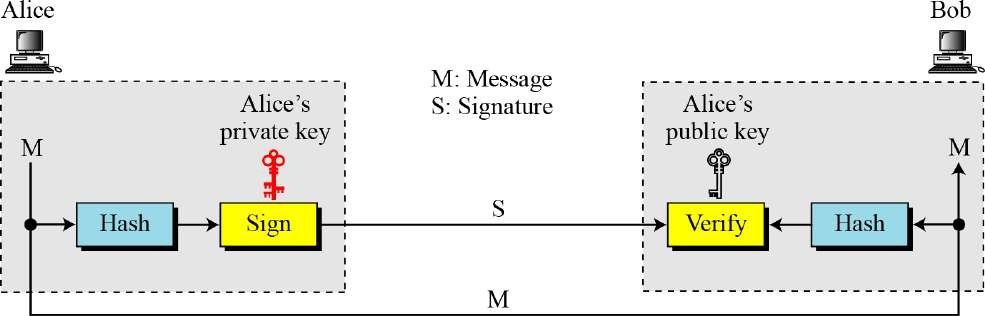 Alice
Bob
M: Message
S: Signature
Alice’s
private key
Alice’s
public key
M
M
Hash
Sign
S
Verify
Hash
M